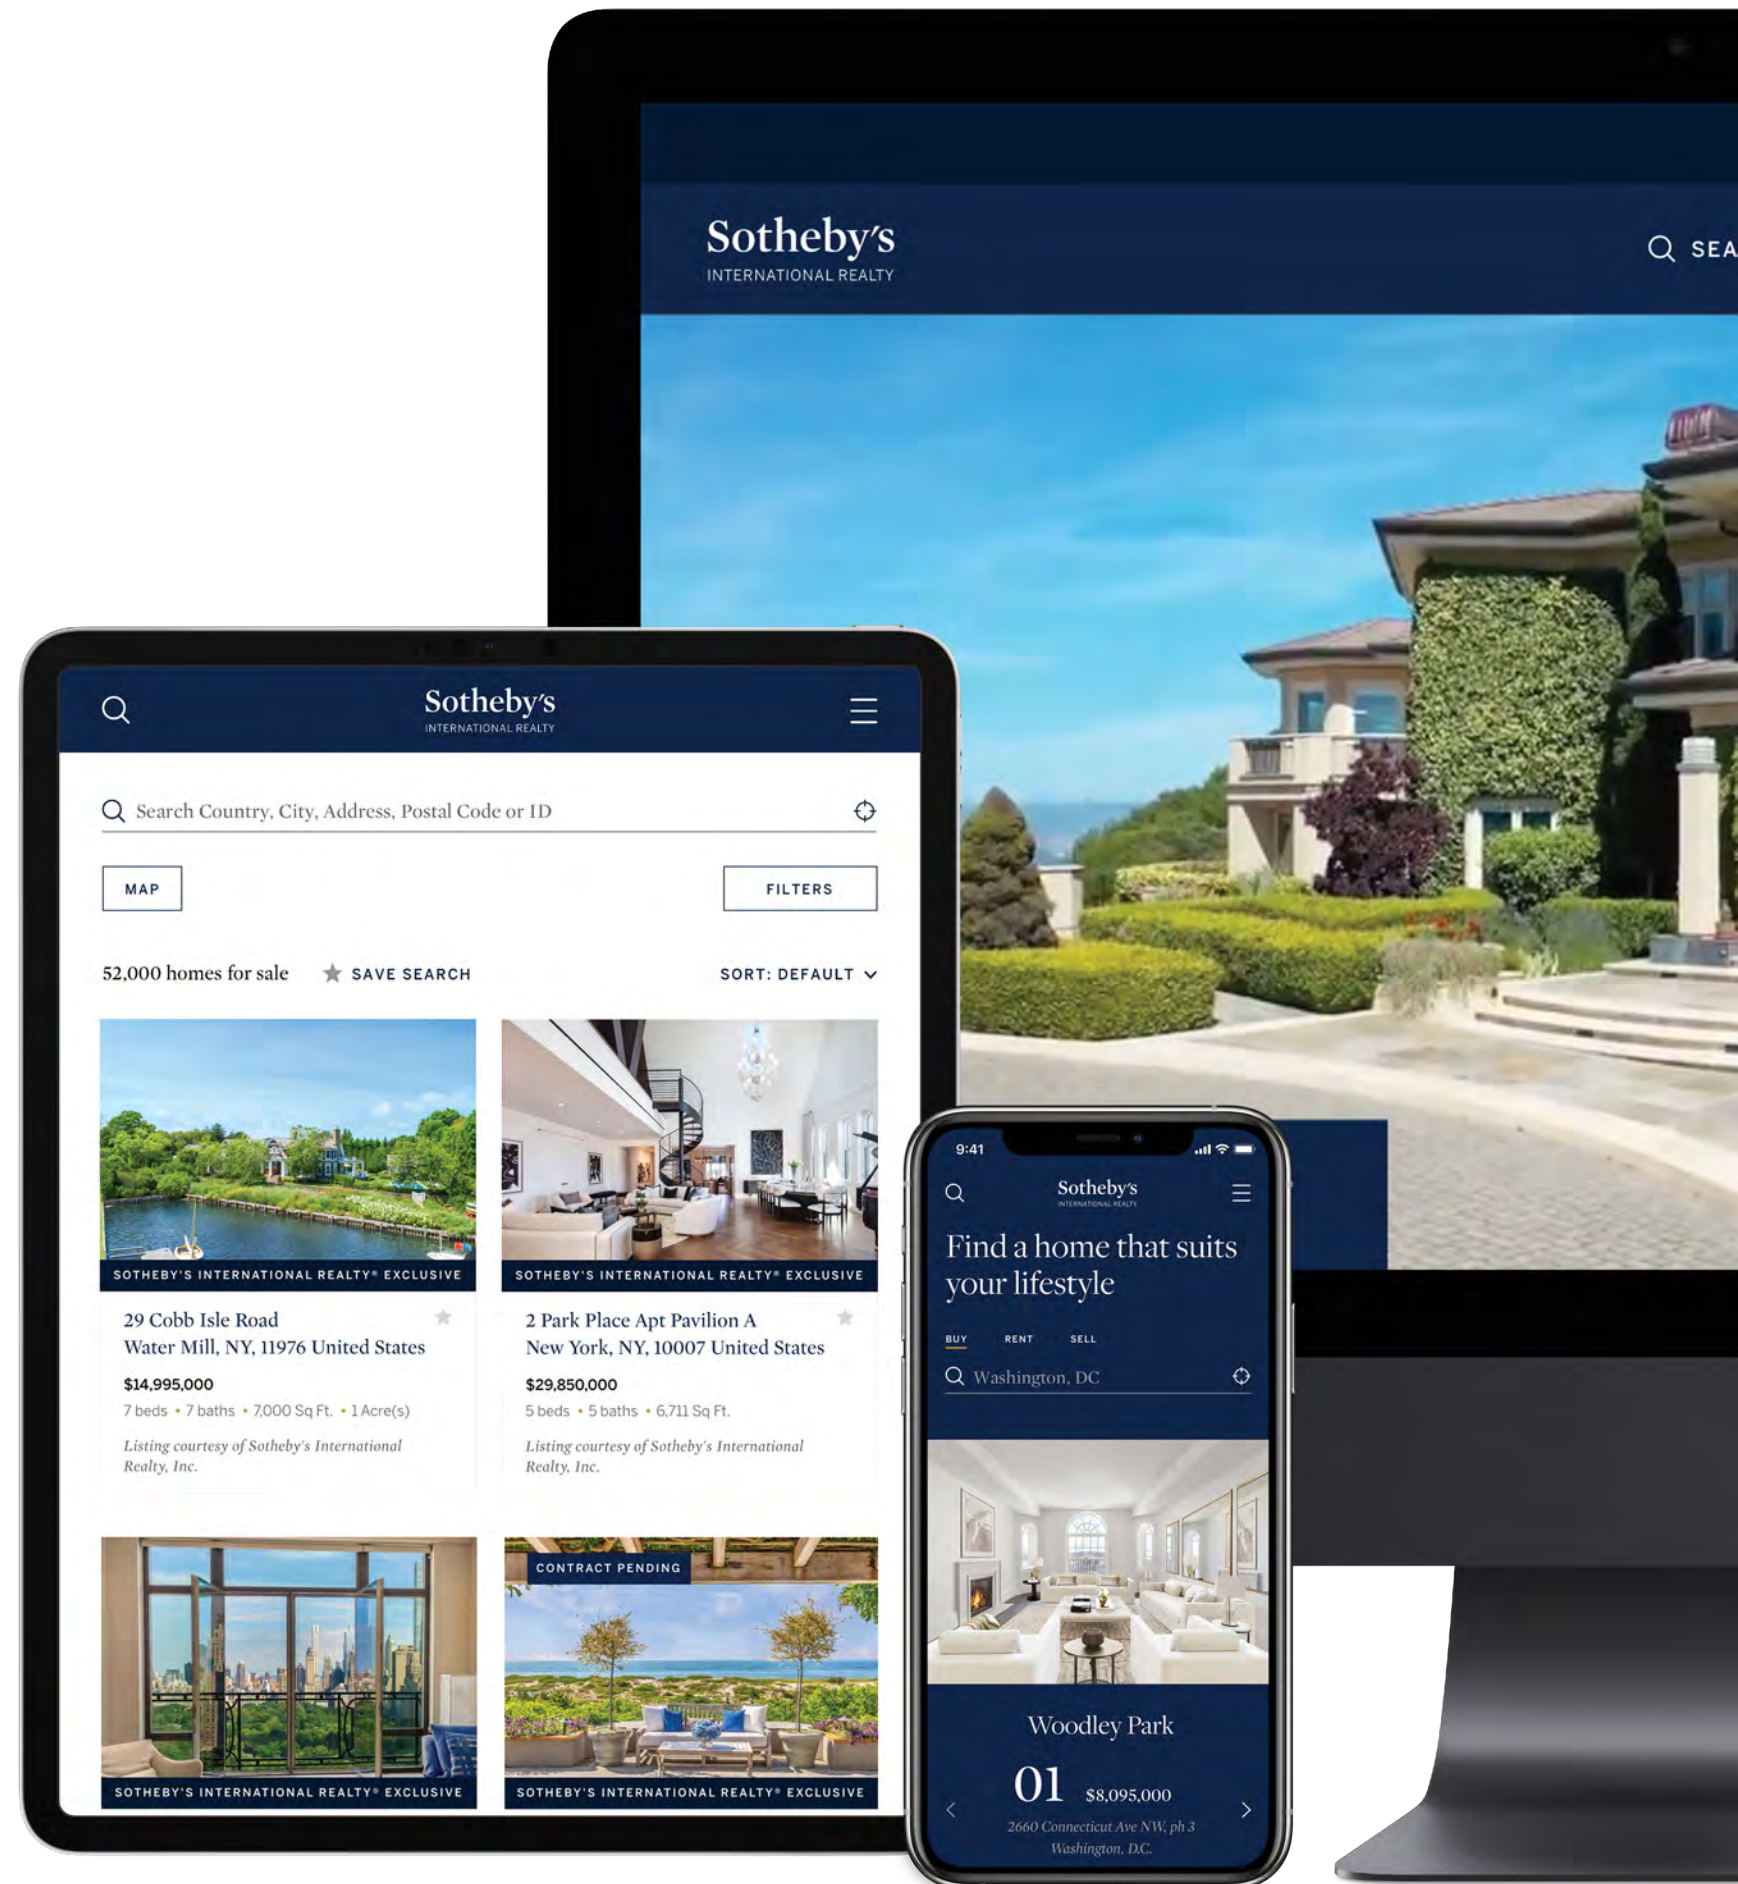 Sotheby's
INTERNATIONAL REALTY
SEA
Sotheby's
INTERNATIONAL REALTY
Search Country, City, Address, Postal Code or ID
MAP
FILTERS
52,000 homes for sale
SAVE SEARCH
SORT: DEFAULT
SOTHEBY'S INTERNATIONAL REALTY® EXCLUSIVE
29 Cobb Isle Road
Water Mill, NY, 11976 United States
$14,995,000
7 beds • 7 baths • 7,000 Sq Ft. • 1 Acre(s)
Listing courtesy of Sotheby's International
Realty, Inc.
SOTHEBY'S INTERNATIONAL REALTY® EXCLUSIVE
2 Park Place Apt Pavilion A
New York, NY, 10007 United States
$29,850,000
5 beds • 5 baths • 6,711 Sq Ft.
Listing courtesy of Sotheby's International
Realty, Inc.
SOTHEBY'S INTERNATIONAL REALTY® EXCLUSIVE
CONTRACT PENDING
SOTHEBY'S INTERNATIONAL REALTY® EXCLUSIVE
9:41
Sotheby's
INTERNATIONAL REALTY
Find a home that suits
your lifestyle
BUY RENT SELL
Washington, DC
Woodley Park
01 $8,095,000
2660 Connecticut Ave NW, ph 3
Washington, D.C.